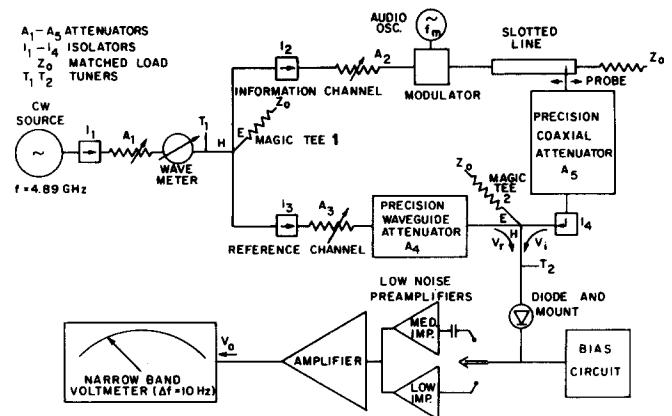 A1-A5 ATTENUATORS
I1-I4 ISOLATORS
Z0 MATCHED LOAD
T1 T2 TUNERS
CW
SOURCE
~
f=4.89 GHz
I1
A1
WAVE
METER
T1
H
E
Z0
MAGIC TEE 1
I2
INFORMATION CHANNEL
A2
AUDIO
OSC.
~
fm
MODULATOR
SLOTTED
LINE
Z0
PROBE
PRECISION
COAXIAL
ATTENUATOR
A5
I3
REFERENCE CHANNEL
A3
PRECISION
WAVEGUIDE
ATTENUATOR
A4
Z0
MAGIC
TEE
2
E
H
Vr
Vi
I4
T2
DIODE AND
MOUNT
BIAS
CIRCUIT
LOW NOISE
PREAMPLIFIERS
MED.
IMP.
LOW
IMP.
AMPLIFIER
V0
NARROW BAND
VOLTMETER (Δf=10 Hz)